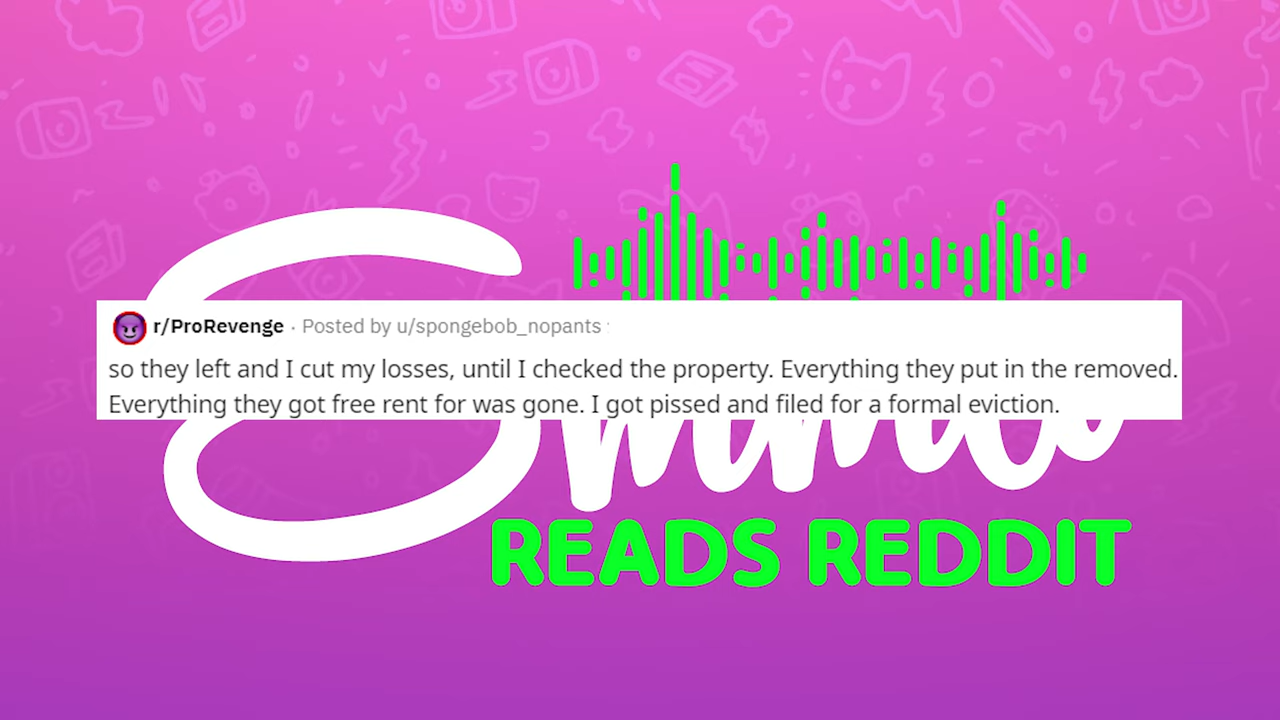 r/ProRevenge · Posted by u/spongebob_nopants
so they left and I cut my losses, until I checked the property. Everything they put in the removed.
Everything they got free rent for was gone. I got pissed and filed for a formal eviction.
READS REDDIT